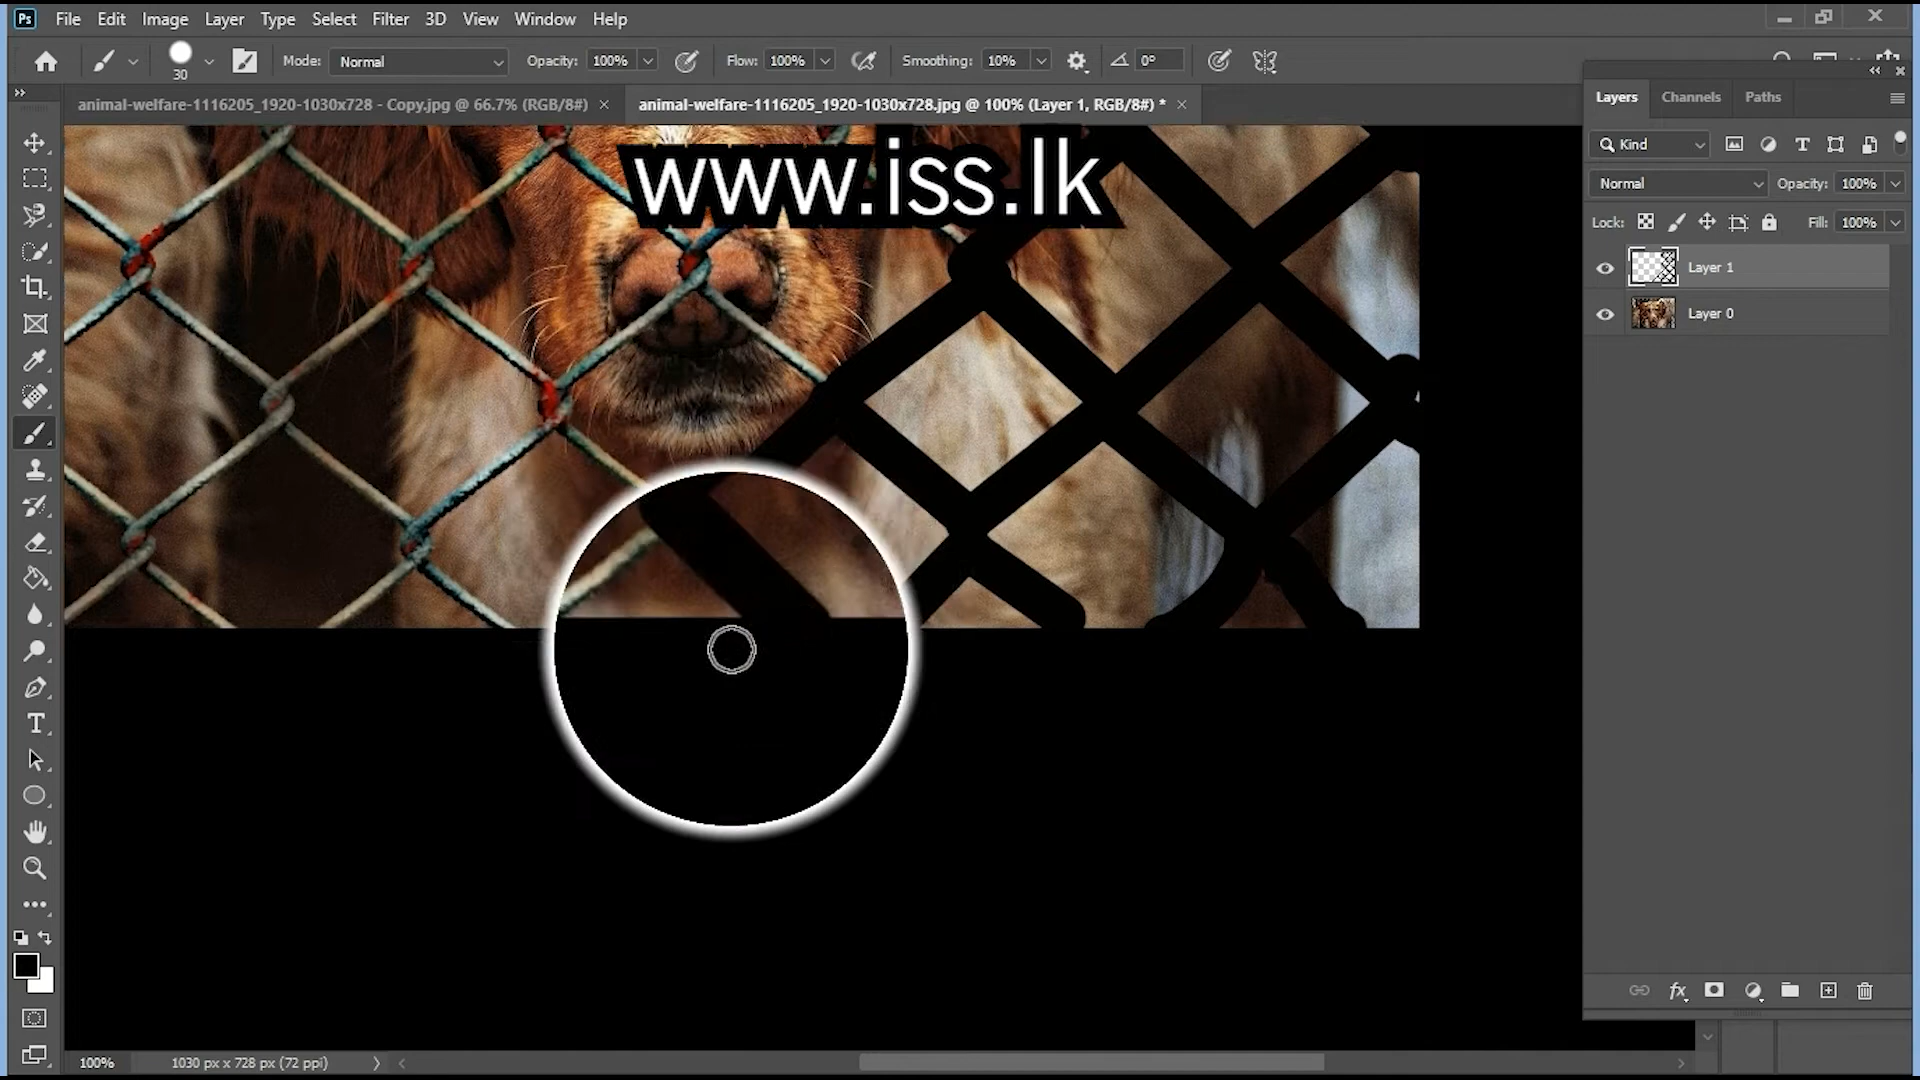 Ps File Edit Image Layer Type Select Filter 3D View Window Help
30 Mode: Normal Opacity: 100% Flow: 100% Smoothing: 10% 0°
animal-welfare-1116205_1920-1030x728 - Copy.jpg @ 66.7% (RGB/8#) × animal-welfare-1116205_1920-1030x728.jpg @ 100% (Layer 1, RGB/8#) * ×
Layers Channels Paths
Kind
Normal Opacity: 100%
Lock: Fill: 100%
Layer 1
Layer 0
www.iss.lk
fx
100% 1030 px x 728 px (72 ppi)